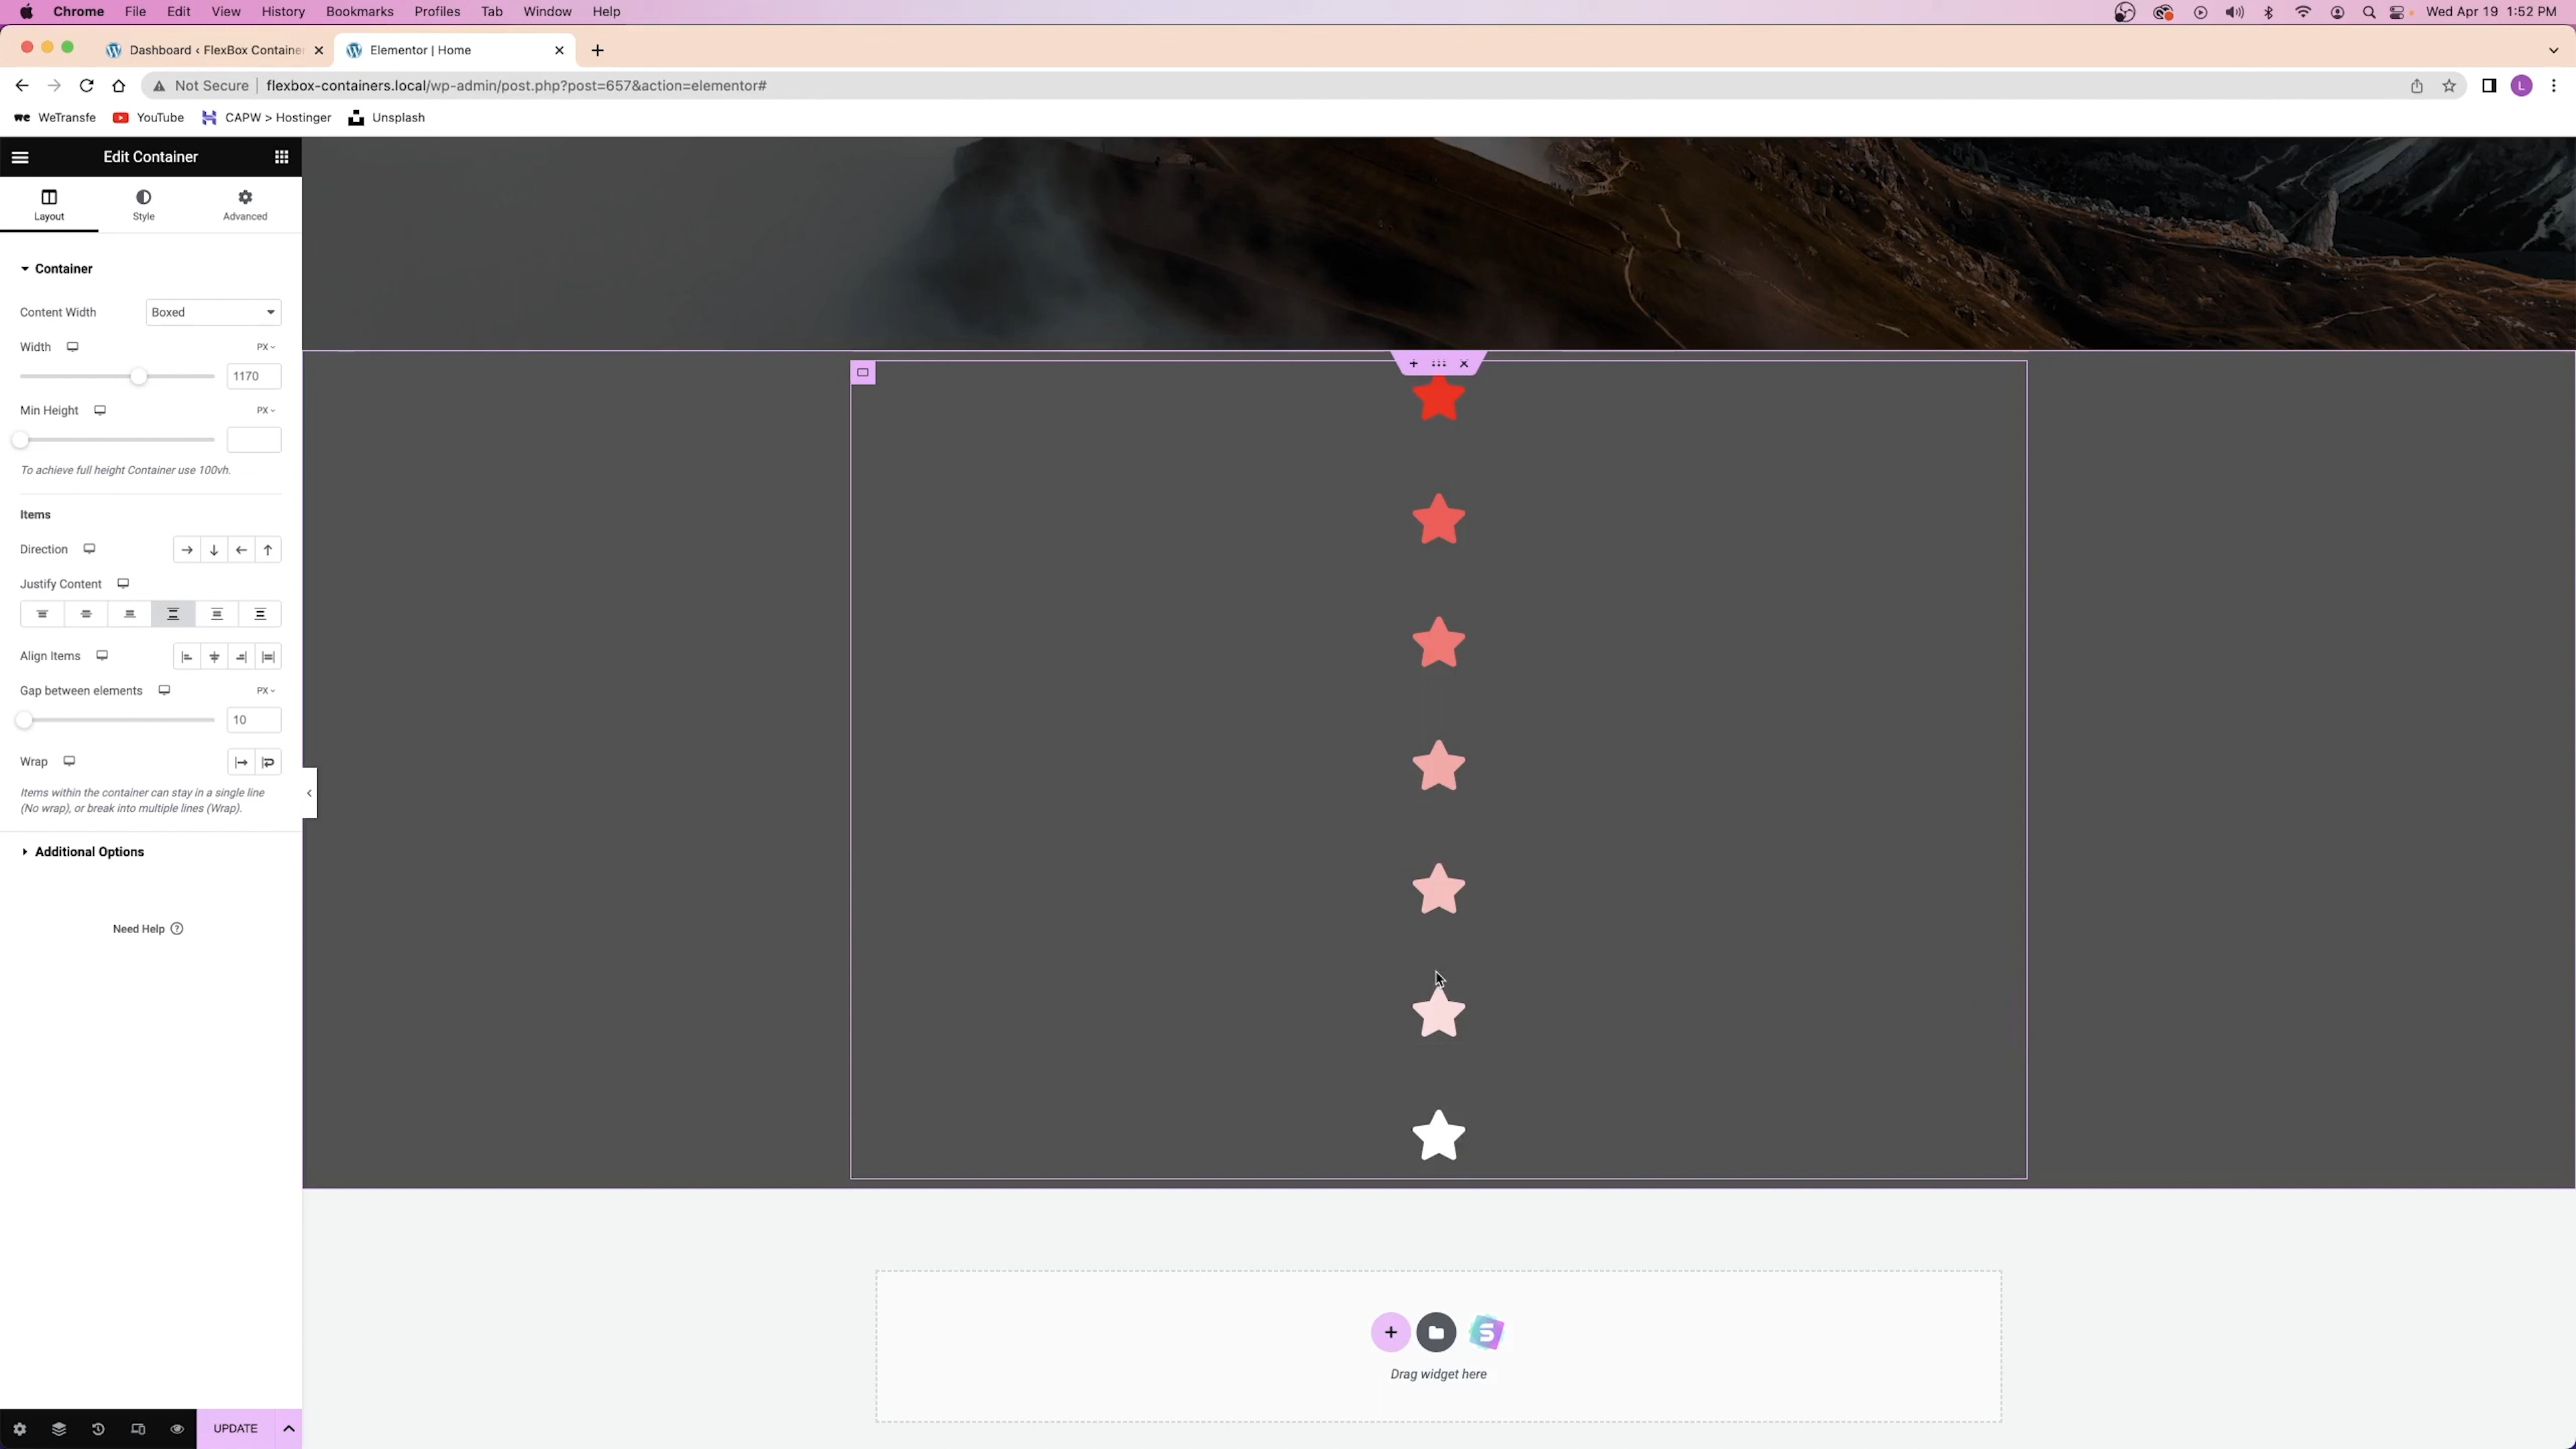 Chrome File Edit View History Bookmarks Profiles Tab Window Help Wed Apr 19 1:52 PM
Dashboard ‹ FlexBox Container Elementor | Home
Not Secure flexbox-containers.local/wp-admin/post.php?post=657&action=elementor# L
we WeTransfe YouTube CAPW > Hostinger Unsplash
Edit Container
Layout Style Advanced
Container
Content Width Boxed
Width PX
1170
Min Height PX
To achieve full height Container use 100vh.
Items
Direction
Justify Content
Align Items
Gap between elements PX
10
Wrap
Items within the container can stay in a single line
(No wrap), or break into multiple lines (Wrap).
Additional Options
Need Help ?
S
Drag widget here
UPDATE